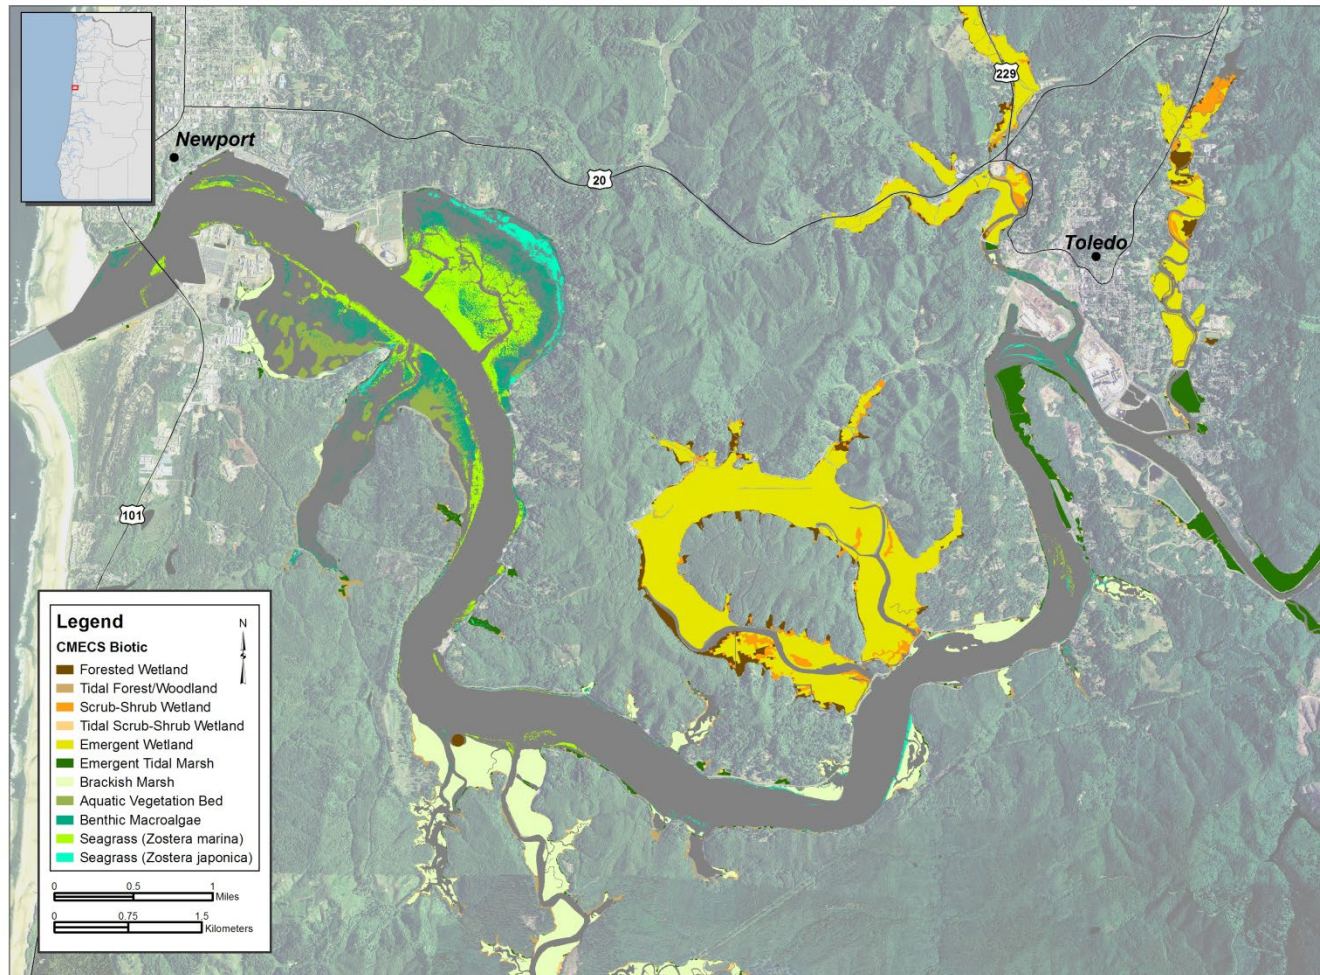 229
Newport
20
Toledo
101
Legend
CMECS Biotic
N
Forested Wetland
Tidal Forest/Woodland
Scrub-Shrub Wetland
Tidal Scrub-Shrub Wetland
Emergent Wetland
Emergent Tidal Marsh
Brackish Marsh
Aquatic Vegetation Bed
Benthic Macroalgae
Seagrass (Zostera marina)
Seagrass (Zostera japonica)
0 0.5 1
Miles
0 0.75 1.5
Kilometers